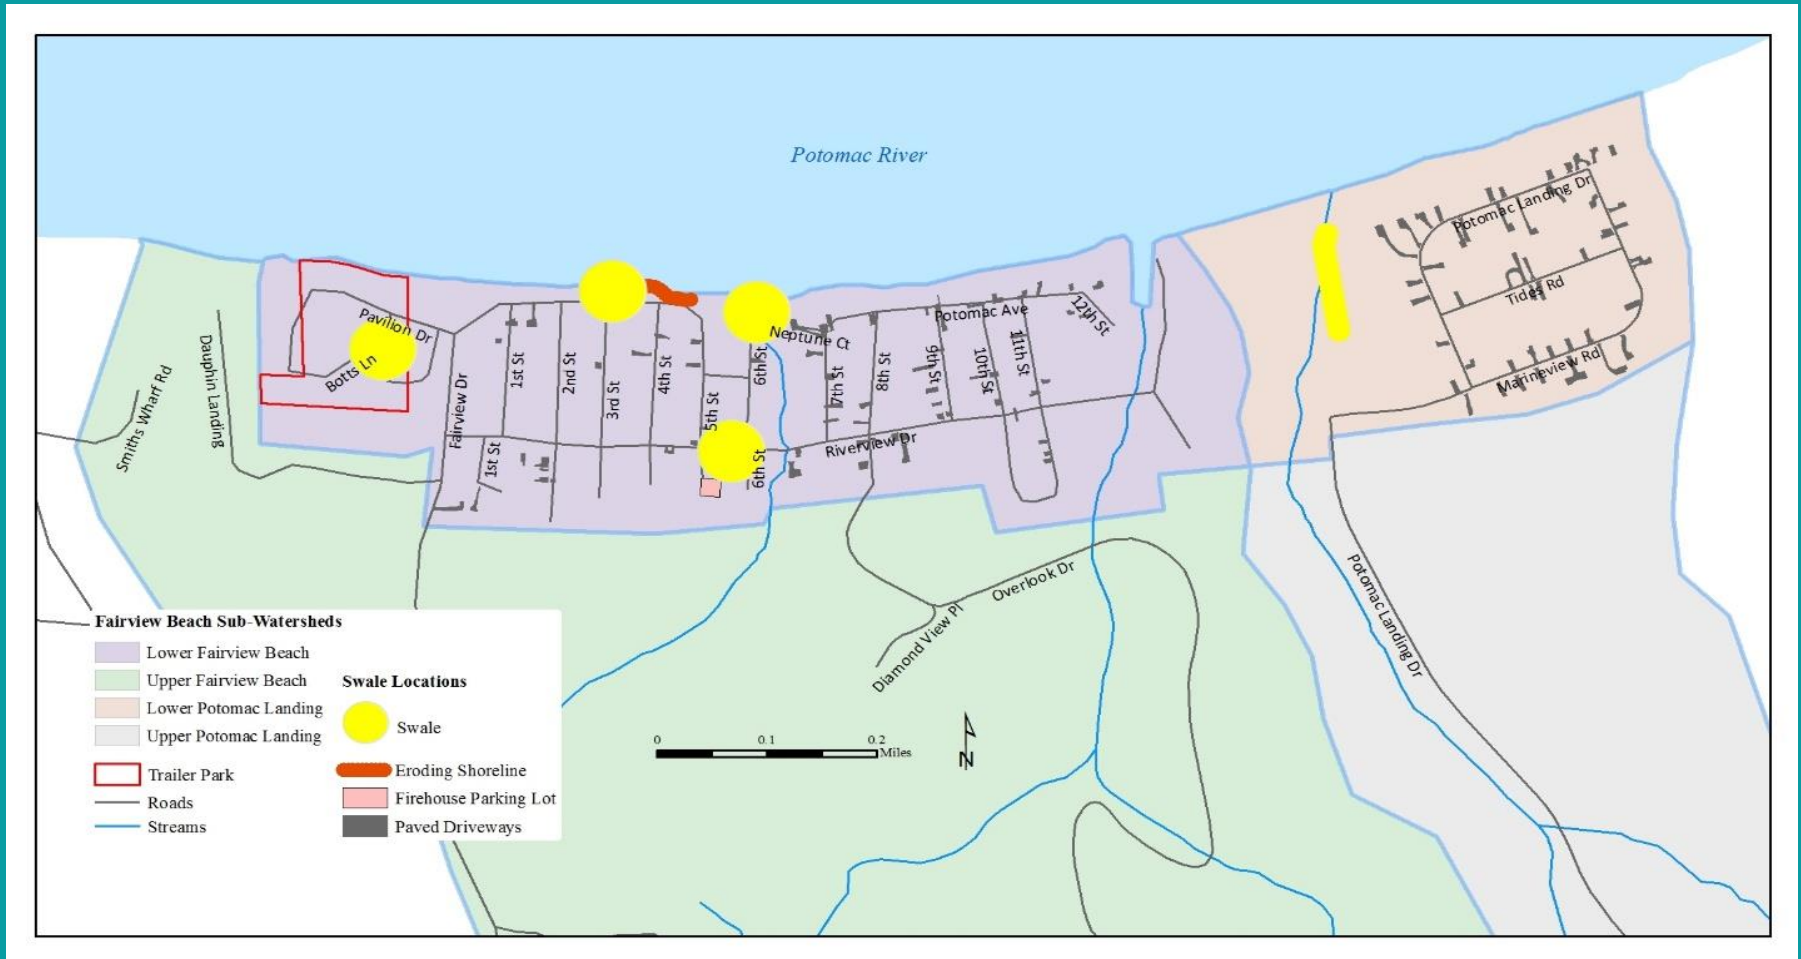 Potomac River
Potomac Landing Dr
Tides Rd
Marineview Rd
Pavilion Dr
Botts Ln
Neptune Ct
Potomac Ave
12th St
Smiths Wharf Rd
Dauphin Landing
Fairview Dr
1st St
2nd St
3rd St
4th St
5th St
6th St
7th St
8th St
9th St
10th St
11th St
1st St
6th St
Riverview Dr
Overlook Dr
Diamond View Pl
Potomac Landing Dr
Fairview Beach Sub-Watersheds
Lower Fairview Beach
Upper Fairview Beach
Lower Potomac Landing
Upper Potomac Landing
Trailer Park
Roads
Streams
Swale Locations
Swale
Eroding Shoreline
Firehouse Parking Lot
Paved Driveways
0 0.1 0.2
Miles
N